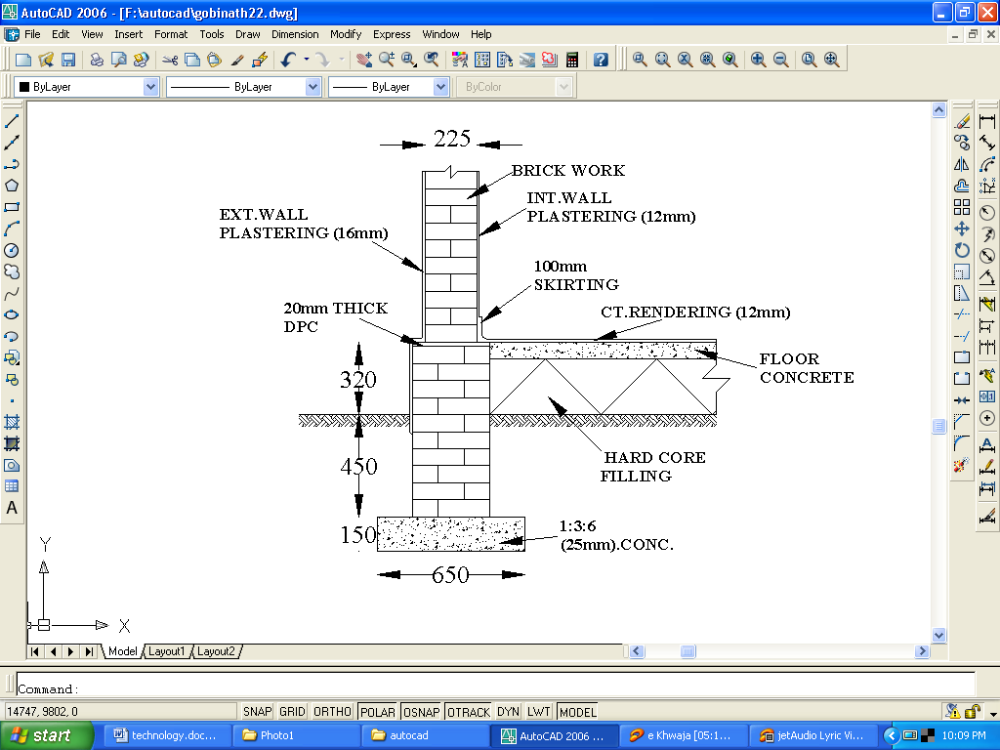 AutoCAD 2006 - [F:\autocad\gobinath22.dwg]
File Edit View Insert Format Tools Draw Dimension Modify Express Window Help
ByLayer ByLayer ByLayer ByColor
225
BRICK WORK
INT.WALL
PLASTERING (12mm)
EXT.WALL
PLASTERING (16mm)
100mm
SKIRTING
20mm THICK
DPC
CT.RENDERING (12mm)
FLOOR
CONCRETE
320
HARD CORE
FILLING
450
1:3:6
(25mm).CONC.
150
650
Y
X
Model Layout1 Layout2
Command:
14747, 9802, 0 SNAP GRID ORTHO POLAR OSNAP OTRACK DYN LWT MODEL
start technology.doc... Photo1 autocad AutoCAD 2006 ... e Khwaja [05:1... jetAudio Lyric Vi... 10:09 PM